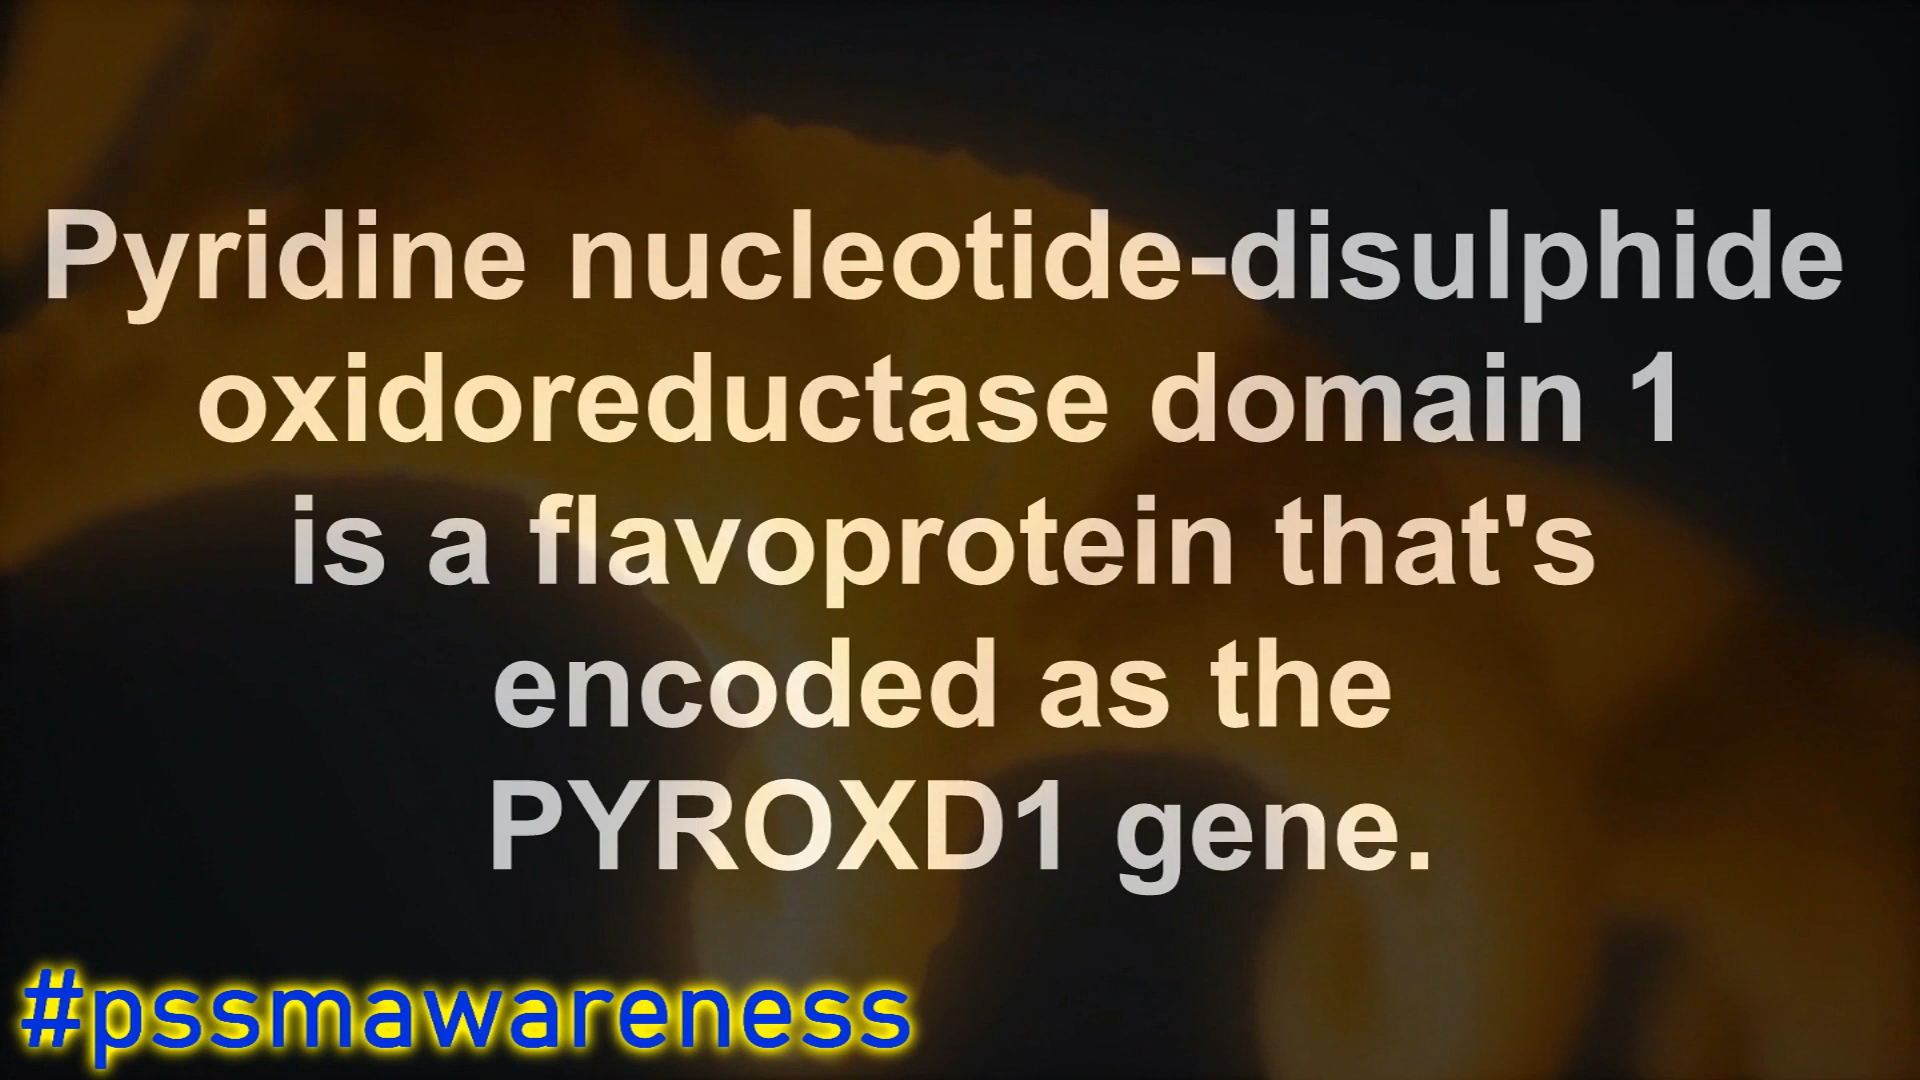 Pyridine nucleotide-disulphide
oxidoreductase domain 1
is a flavoprotein that's
encoded as the
PYROXD1 gene.
#pssmawareness